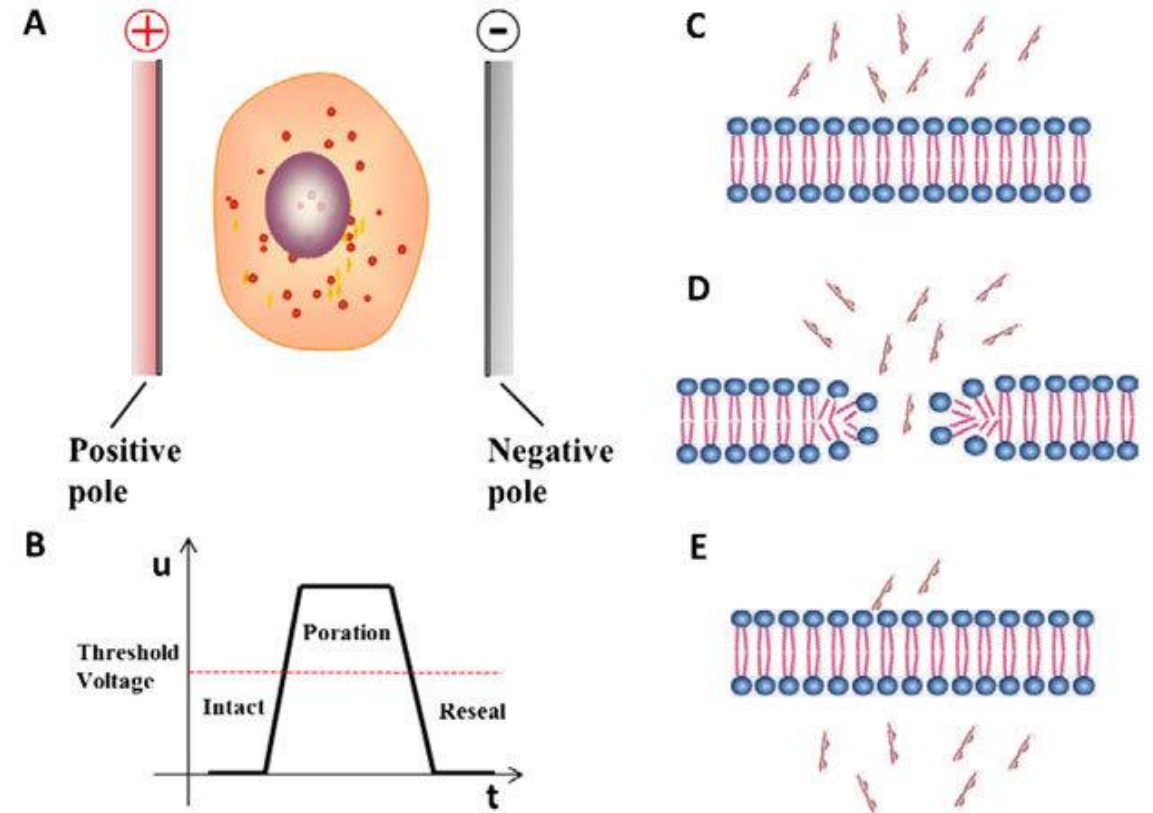 A
+
-
Positive
pole
Negative
pole
B
u
Threshold
Voltage
Poration
Intact
Reseal
t
C
D
E